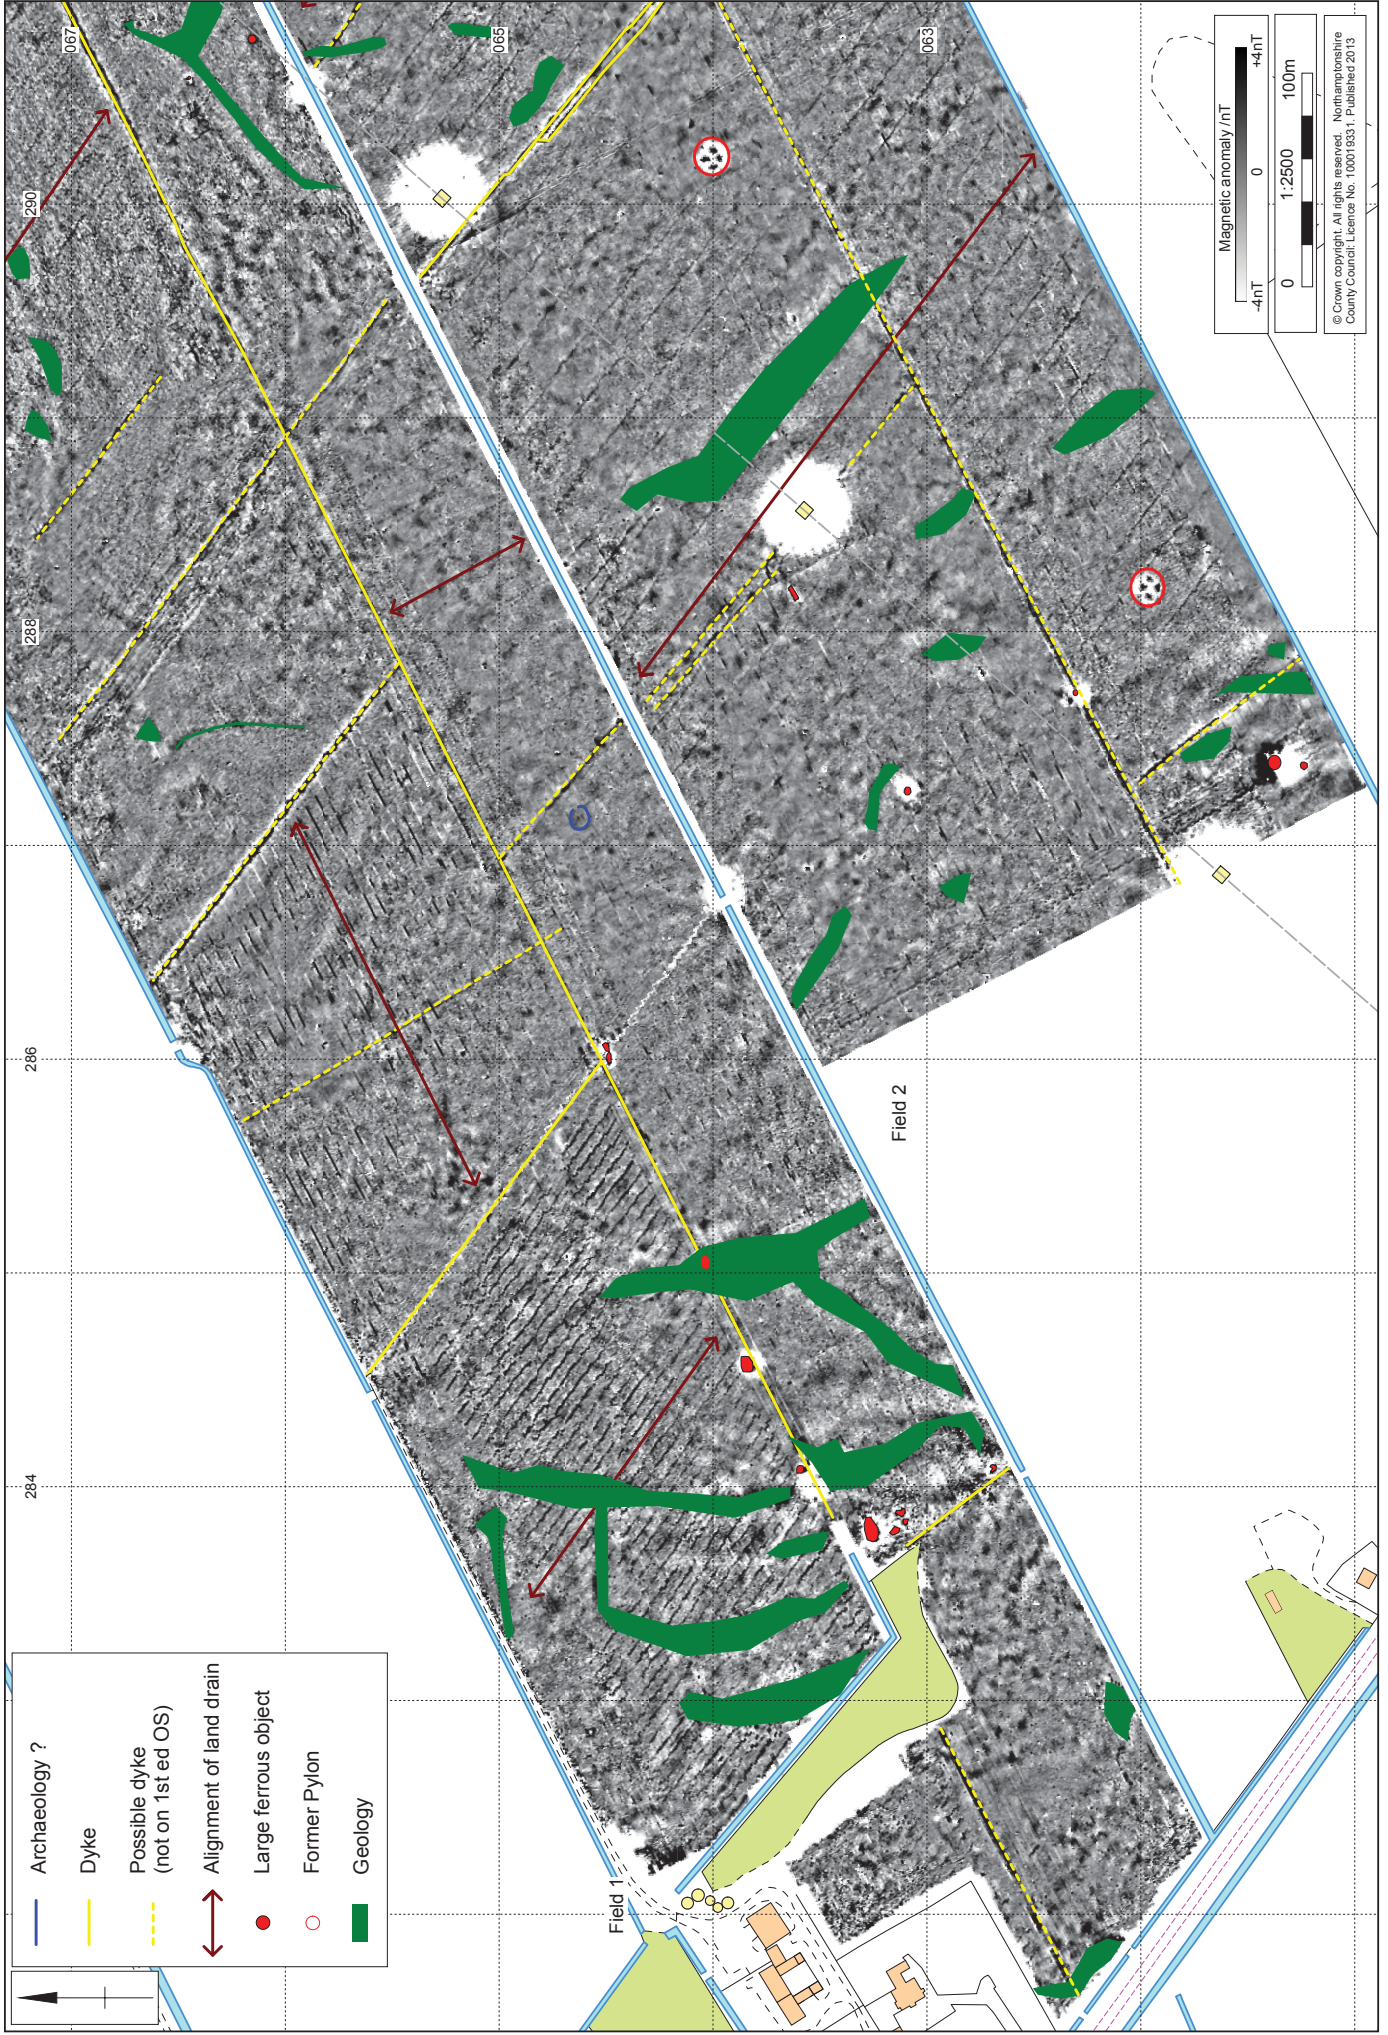 Archaeology ?
Dyke
Possible dyke
(not on 1st ed OS)
Alignment of land drain
Large ferrous object
Former Pylon
Geology
284
286
288
290
067
065
063
Field 1
Field 2
Magnetic anomaly /nT
-4nT
0
+4nT
0
1:2500
100m
© Crown copyright. All rights reserved. Northamptonshire
County Council: Licence No. 100019331. Published 2013